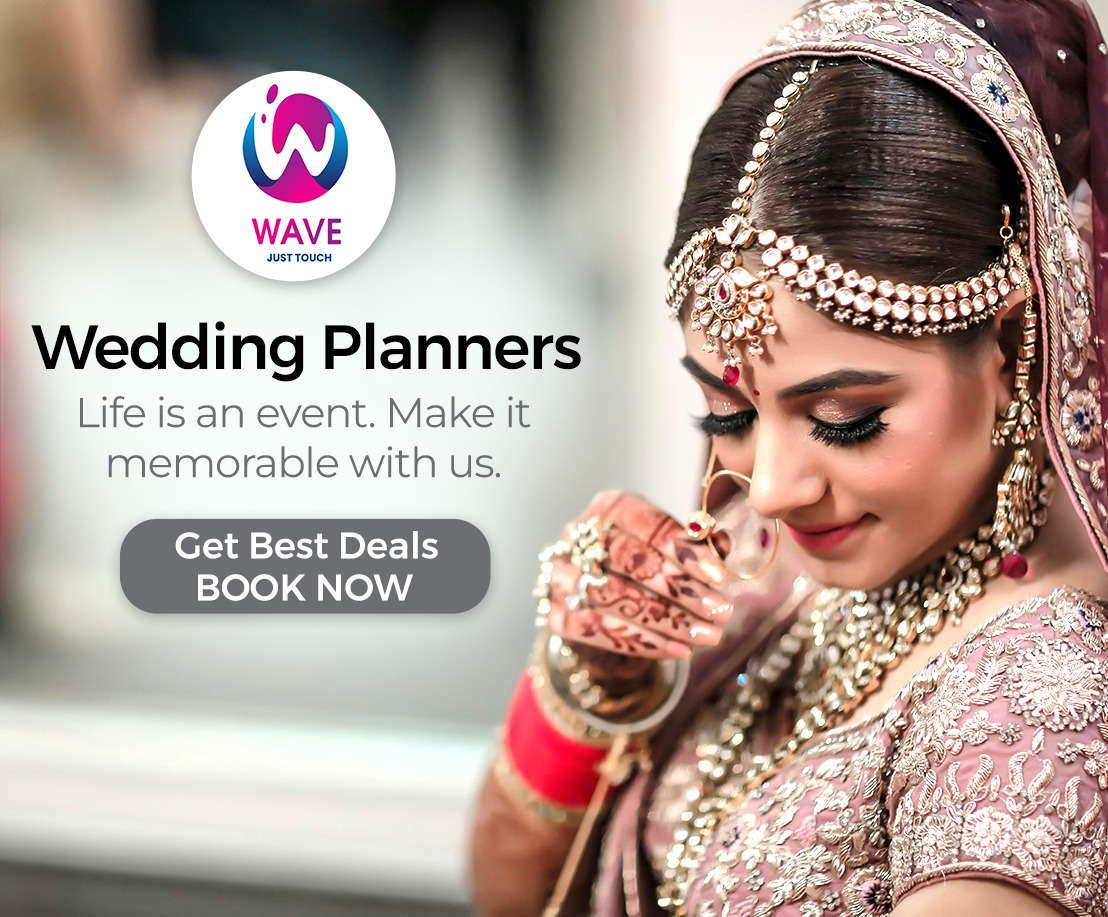 W
WAVE
JUST TOUCH
Wedding Planners
Life is an event. Make it
memorable with us.
Get Best Deals
BOOK NOW